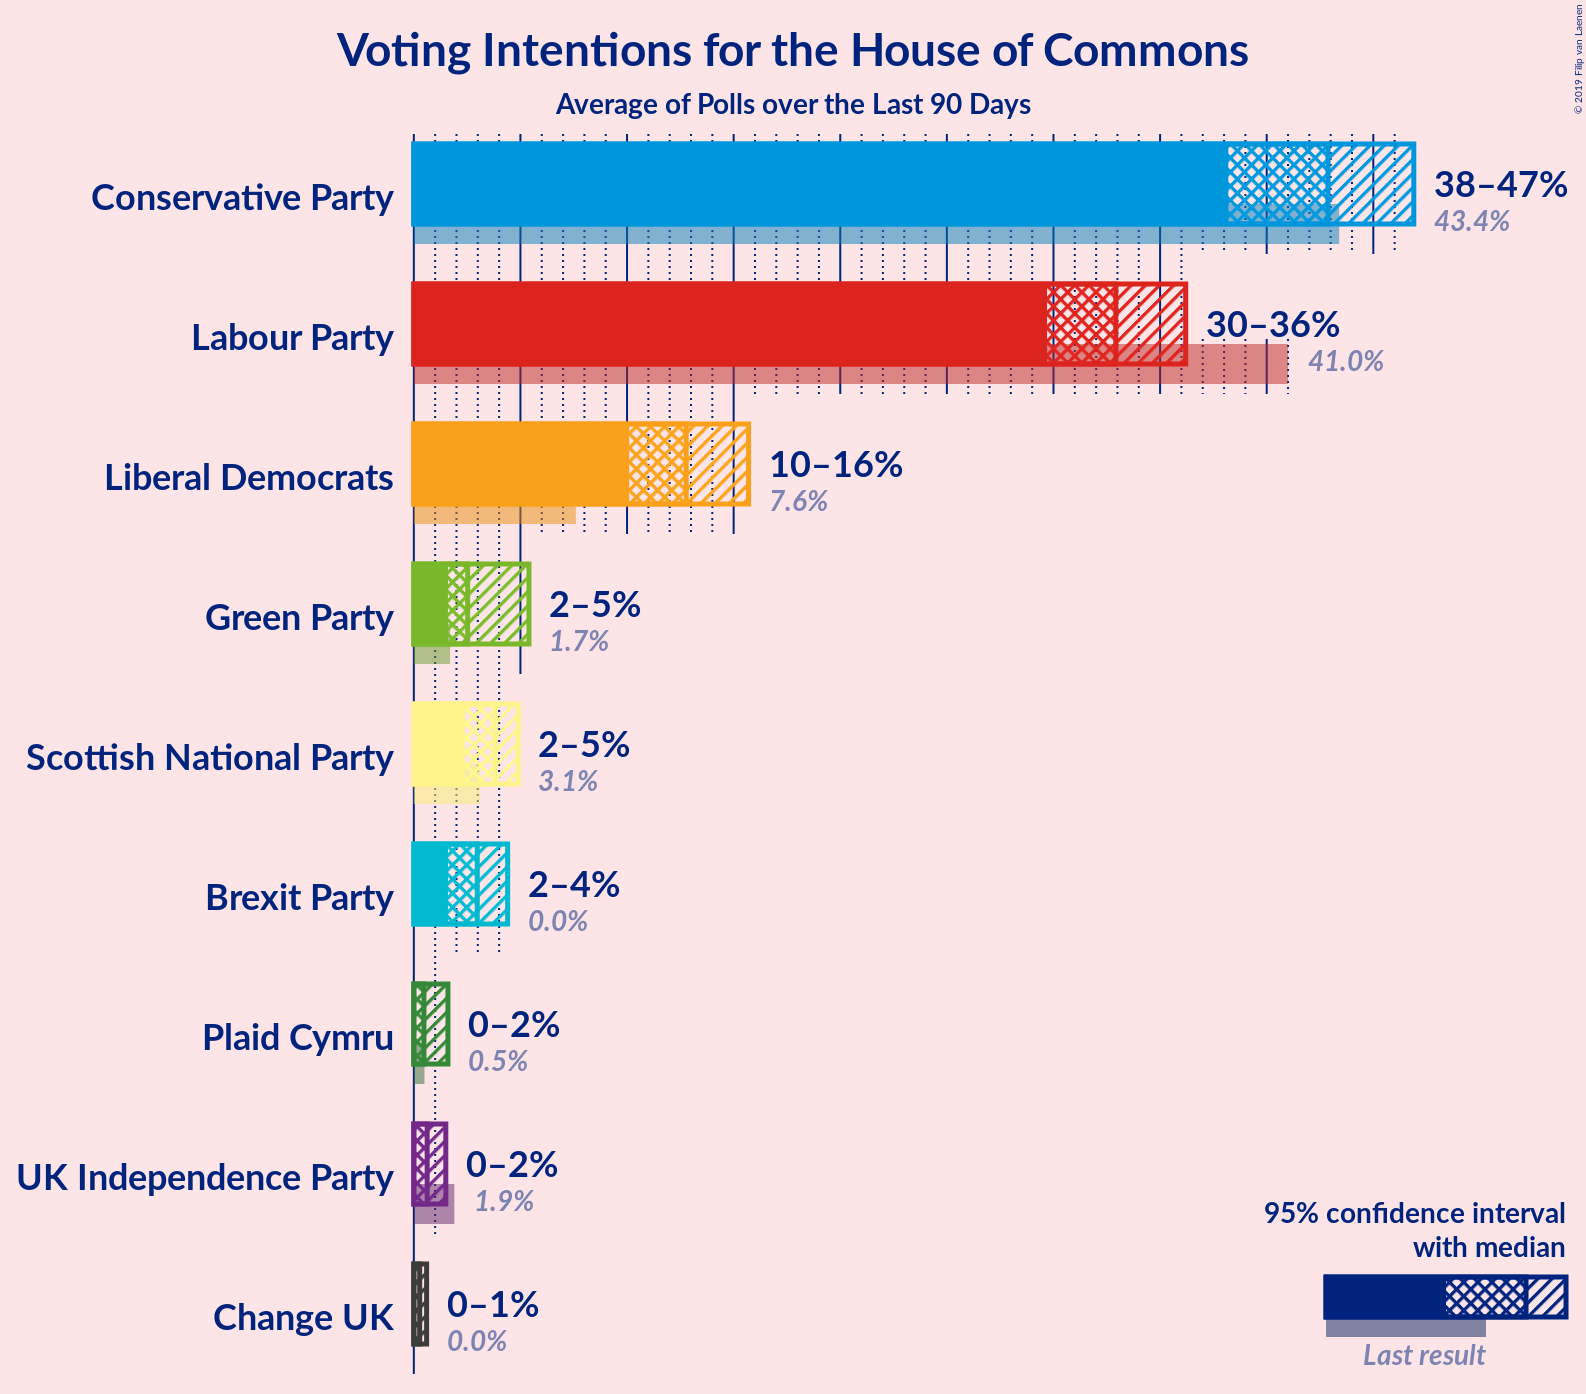 Voting Intentions for the House of Commons
Average of Polls over the Last 90 Days
© 2019 Filip van Laenen
Conservative Party
38–47%
43.4%
Labour Party
30–36%
41.0%
Liberal Democrats
10–16%
7.6%
Green Party
2–5%
1.7%
Scottish National Party
2–5%
3.1%
Brexit Party
2–4%
0.0%
Plaid Cymru
0–2%
0.5%
UK Independence Party
0–2%
1.9%
Change UK
0–1%
0.0%
95% confidence interval
with median
Last result